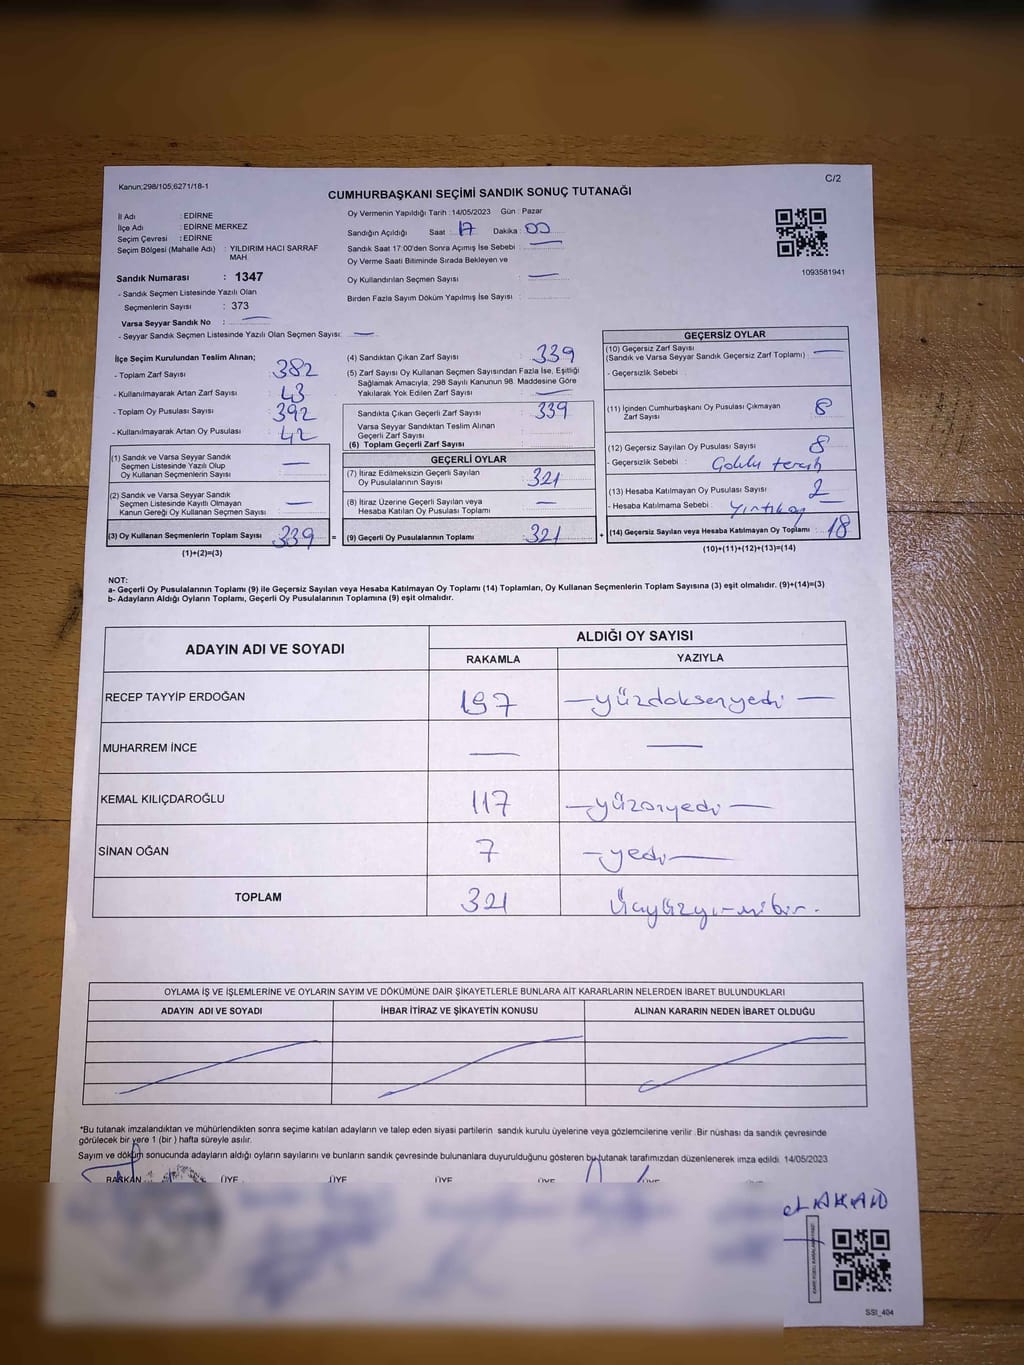 Kanun;298/105;6271/18-1
C/2
CUMHURBAŞKANI SEÇİMİ SANDIK SONUÇ TUTANAĞI
İl Adı : EDİRNE
İlçe Adı : EDİRNE MERKEZ
Seçim Çevresi : EDİRNE
Seçim Bölgesi (Mahalle Adı) : YILDIRIM HACI SARRAF MAH.
Sandık Numarası : 1347
- Sandık Seçmen Listesinde Yazılı Olan
Seçmenlerin Sayısı : 373
Varsa Seyyar Sandık No :
- Seyyar Sandık Seçmen Listesinde Yazılı Olan Seçmen Sayısı:
Oy Vermenin Yapıldığı Tarih : 14/05/2023 Gün : Pazar
Sandığın Açıldığı Saat : 17 Dakika : 00
Sandık Saat 17:00'den Sonra Açımış İse Sebebi :
Oy Verme Saati Bitiminde Sırada Bekleyen ve
Oy Kullandırılan Seçmen Sayısı :
Birden Fazla Sayım Döküm Yapılmış İse Sayısı :
1093581941
İlçe Seçim Kurulundan Teslim Alınan;
- Toplam Zarf Sayısı : 382
- Kullanılmayarak Artan Zarf Sayısı : 43
- Toplam Oy Pusulası Sayısı : 392
- Kullanılmayarak Artan Oy Pusulası : 42
(1) Sandık ve Varsa Seyyar Sandık
Seçmen Listesinde Yazılı Olup
Oy Kullanan Seçmenlerin Sayısı
(2) Sandık ve Varsa Seyyar Sandık
Seçmen Listesinde Kayıtlı Olmayan
Kanun Gereği Oy Kullanan Seçmen Sayısı
(3) Oy Kullanan Seçmenlerin Toplam Sayısı 339 =
(1)+(2)=(3)
(4) Sandıktan Çıkan Zarf Sayısı : 339
(5) Zarf Sayısı Oy Kullanan Seçmen Sayısından Fazla İse, Eşitliği
Sağlamak Amacıyla, 298 Sayılı Kanunun 98. Maddesine Göre
Yakılarak Yok Edilen Zarf Sayısı :
Sandıkta Çıkan Geçerli Zarf Sayısı : 339
Varsa Seyyar Sandıktan Teslim Alınan
Geçerli Zarf Sayısı :
(6) Toplam Geçerli Zarf Sayısı :
GEÇERLİ OYLAR
(7) İtiraz Edilmeksizin Geçerli Sayılan
Oy Pusulalarının Sayısı : 321
(8) İtiraz Üzerine Geçerli Sayılan veya
Hesaba Katılan Oy Pusulası Toplamı :
(9) Geçerli Oy Pusulalarının Toplamı : 321 +
GEÇERSİZ OYLAR
(10) Geçersiz Zarf Sayısı
(Sandık ve Varsa Seyyar Sandık Geçersiz Zarf Toplamı) :
- Geçersizlik Sebebi :
(11) İçinden Cumhurbaşkanı Oy Pusulası Çıkmayan
Zarf Sayısı : 8
(12) Geçersiz Sayılan Oy Pusulası Sayısı : 8
- Geçersizlik Sebebi : tercih
(13) Hesaba Katılmayan Oy Pusulası Sayısı : 2
- Hesaba Katılmama Sebebi :
(14) Geçersiz Sayılan veya Hesaba Katılmayan Oy Toplamı : 18
(10)+(11)+(12)+(13)=(14)
NOT:
a- Geçerli Oy Pusulalarının Toplamı (9) ile Geçersiz Sayılan veya Hesaba Katılmayan Oy Toplamı (14) Toplamları, Oy Kullanan Seçmenlerin Toplam Sayısına (3) eşit olmalıdır. (9)+(14)=(3)
b- Adayların Aldığı Oyların Toplamı, Geçerli Oy Pusulalarının Toplamına (9) eşit olmalıdır.
ADAYIN ADI VE SOYADI
ALDIĞI OY SAYISI
RAKAMLA YAZIYLA
RECEP TAYYİP ERDOĞAN 197 yüzdoksanyedi
MUHARREM İNCE
KEMAL KILIÇDAROĞLU 117 yüzonyedi
SİNAN OĞAN 7 yedi
TOPLAM 321 Üçyüzyirmibir.
OYLAMA İŞ VE İŞLEMLERİNE VE OYLARIN SAYIM VE DÖKÜMÜNE DAİR ŞİKAYETLERLE BUNLARA AİT KARARLARIN NELERDEN İBARET BULUNDUKLARI
ADAYIN ADI VE SOYADI İHBAR İTİRAZ VE ŞİKAYETİN KONUSU ALINAN KARARIN NEDEN İBARET OLDUĞU
*Bu tutanak imzalandıktan ve mühürlendikten sonra seçime katılan adayların ve talep eden siyasi partilerin sandık kurulu üyelerine veya gözlemcilerine verilir. Bir nüshası da sandık çevresinde
görülecek bir yere 1 (bir ) hafta süreyle asılır.
Sayım ve döküm sonucunda adayların aldığı oyların sayılarını ve bunların sandık çevresinde bulunanlara duyurulduğunu gösteren bu tutanak tarafımızdan düzenlenerek imza edildi. 14/05/2023
BAŞKAN ÜYE ÜYE ÜYE ÜYE ÜYE
SSI_404